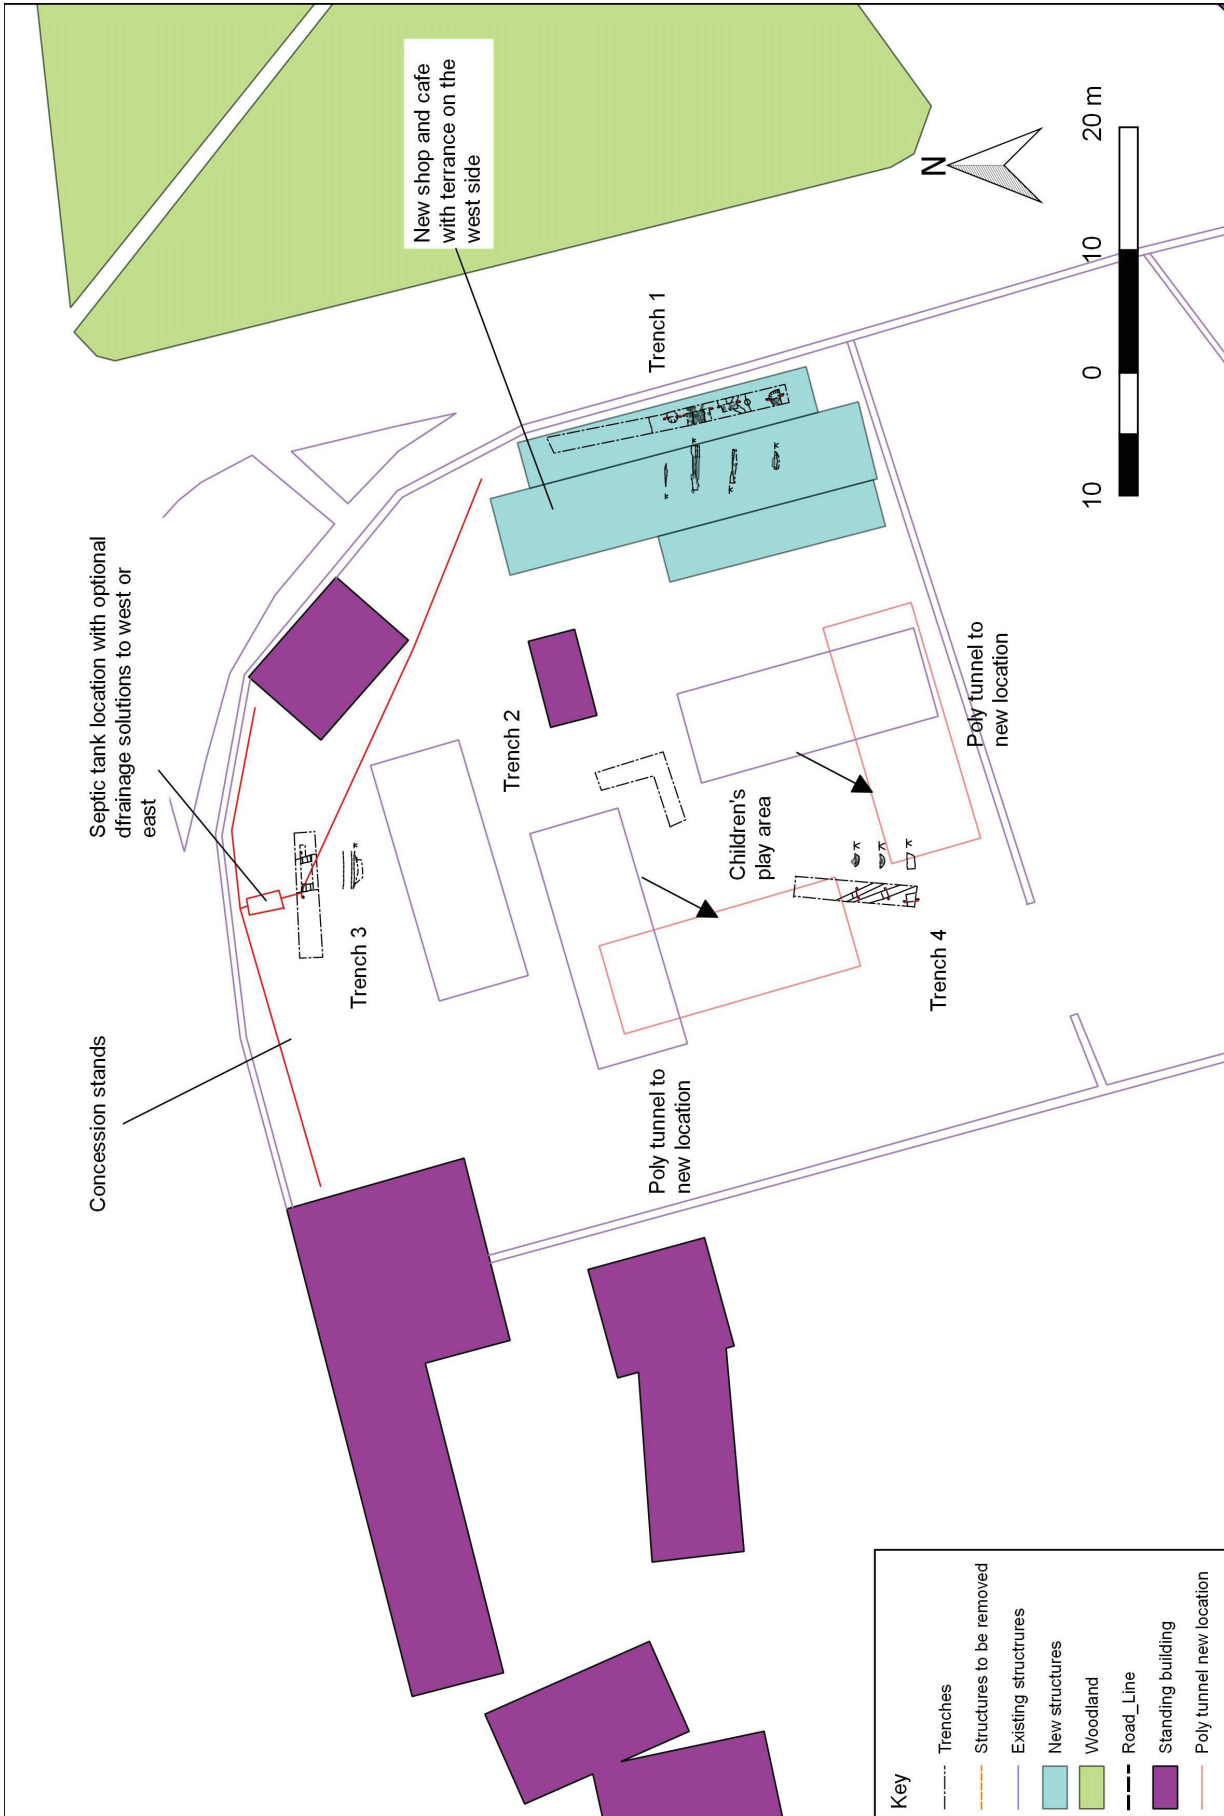 Concession stands
Septic tank location with optional
dfrainage solutions to west or
east
New shop and cafe
with terrance on the
west side
Trench 3
Trench 2
Trench 1
Poly tunnel to
new location
Children's
play area
Trench 4
Poly tunnel to
new location
N
10
0
10
20 m
Key
Trenches
Structures to be removed
Existing structrures
New structures
Woodland
Road_Line
Standing building
Poly tunnel new location